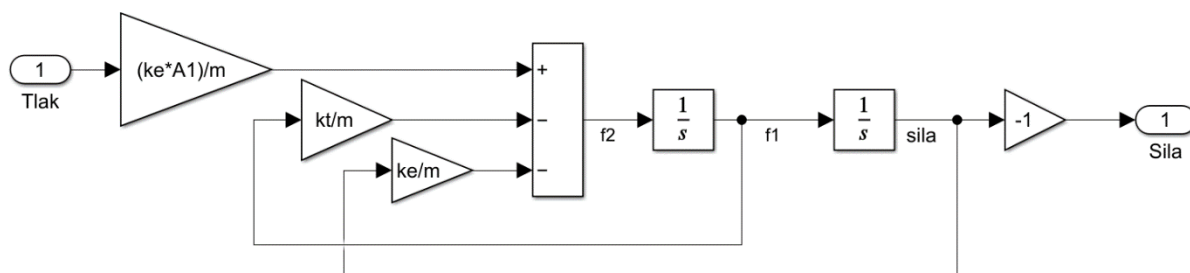 1
Tlak
(ke*A1)/m
kt/m
ke/m
+
−
−
f2
1
s
f1
1
s
sila
-1
1
Sila